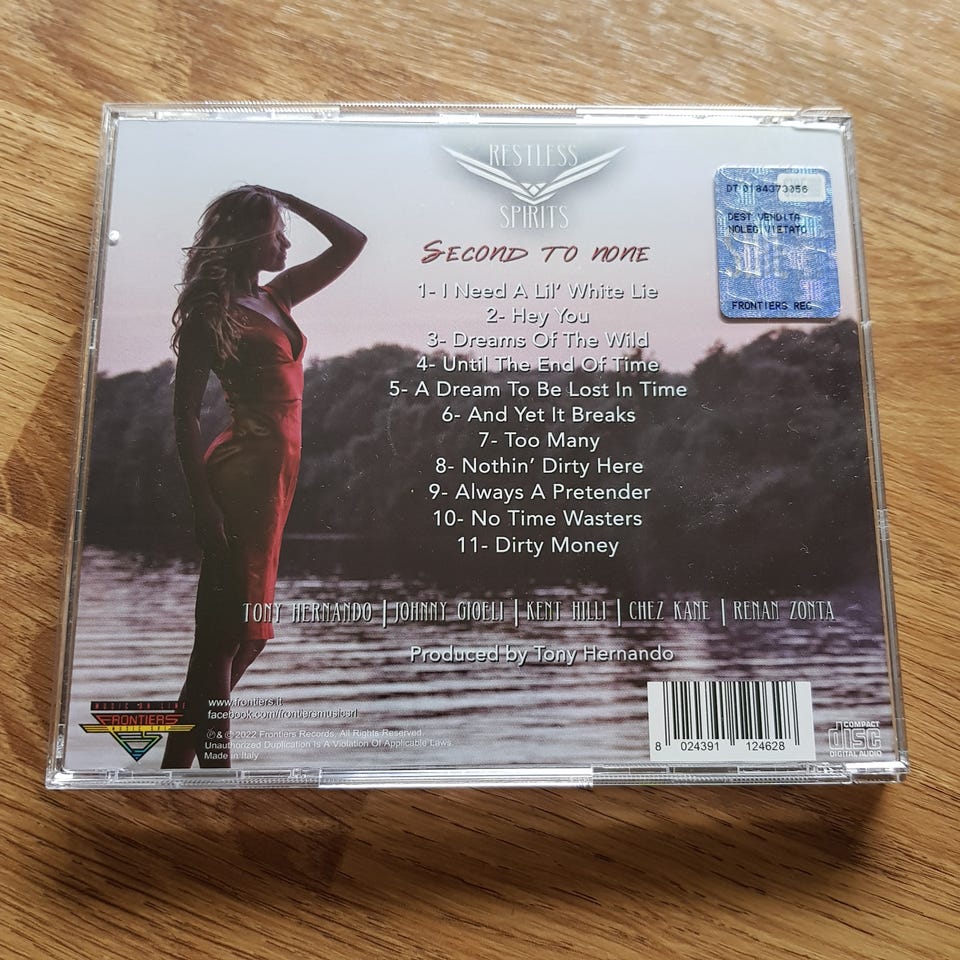 RESTLESS
SPIRITS
SECOND TO NONE
1- I Need A Lil' White Lie
2- Hey You
3- Dreams Of The Wild
4- Until The End Of Time
5- A Dream To Be Lost In Time
6- And Yet It Breaks
7- Too Many
8- Nothin' Dirty Here
9- Always A Pretender
10- No Time Wasters
11- Dirty Money
TONY HERNANDO | JOHNNY GIOELI | KENT HILLI | CHEZ KANE | RENAN ZONTA
Produced by Tony Hernando
DT 0184373056
DEST VENDITA
NOLEG VIETATO
FRONTIERS REC
MUSIC ON LINE
FRONTIERS
www.frontiers.it
facebook.com/frontiersmusicsrl
℗ & © 2022 Frontiers Records. All Rights Reserved.
Unauthorized Duplication Is A Violation Of Applicable Laws.
Made in Italy
8 024391 124628
COMPACT
disc
DIGITAL AUDIO